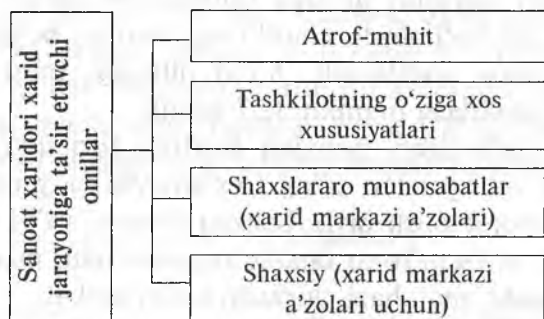 Sanoat xaridori xarid
jarayoniga ta'sir etuvchi
omillar
Atrof-muhit
Tashkilotning o'ziga xos
xususiyatlari
Shaxslararo munosabatlar
(xarid markazi a'zolari)
Shaxsiy (xarid markazi
a'zolari uchun)